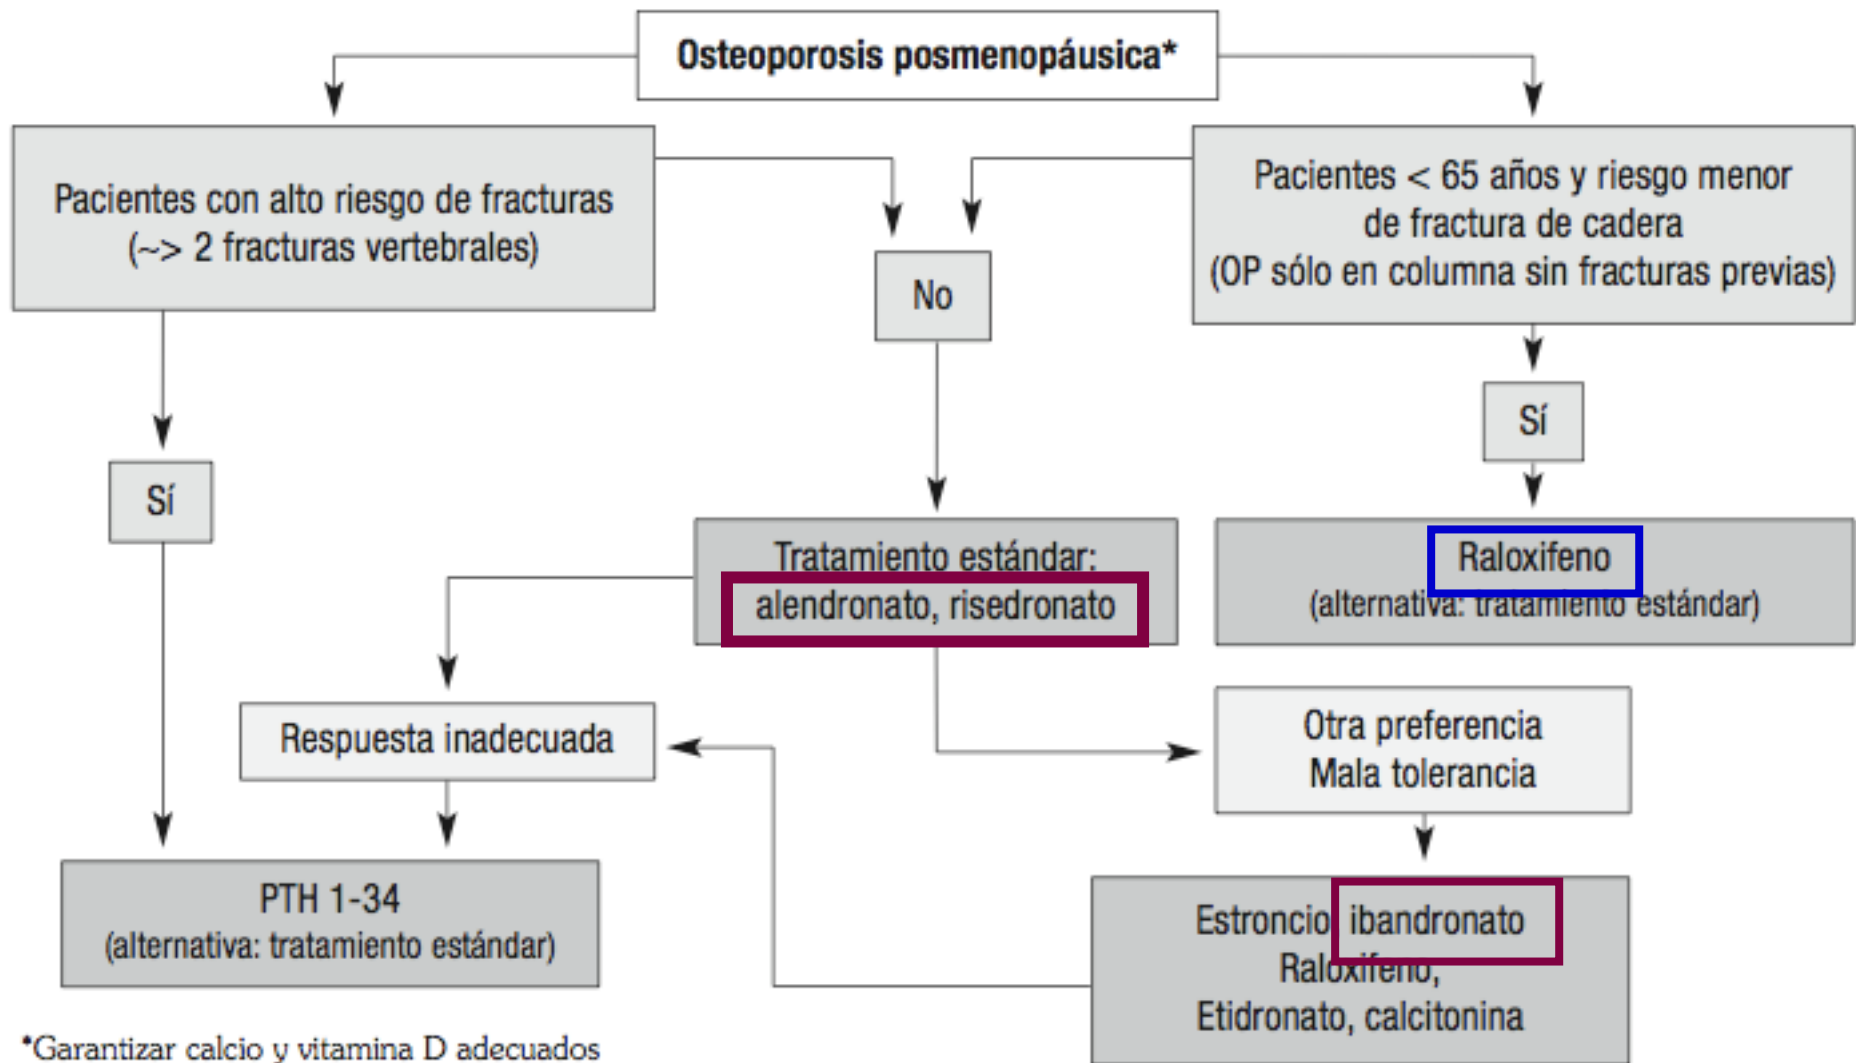 Osteoporosis posmenopáusica*
Pacientes con alto riesgo de fracturas
(~> 2 fracturas vertebrales)
No
Pacientes < 65 años y riesgo menor
de fractura de cadera
(OP sólo en columna sin fracturas previas)
Sí
Sí
Tratamiento estándar:
alendronato, risedronato
Raloxifeno
(alternativa: tratamiento estándar)
Respuesta inadecuada
Otra preferencia
Mala tolerancia
PTH 1-34
(alternativa: tratamiento estándar)
Estroncio ibandronato
Raloxifeno,
Etidronato, calcitonina
*Garantizar calcio y vitamina D adecuados